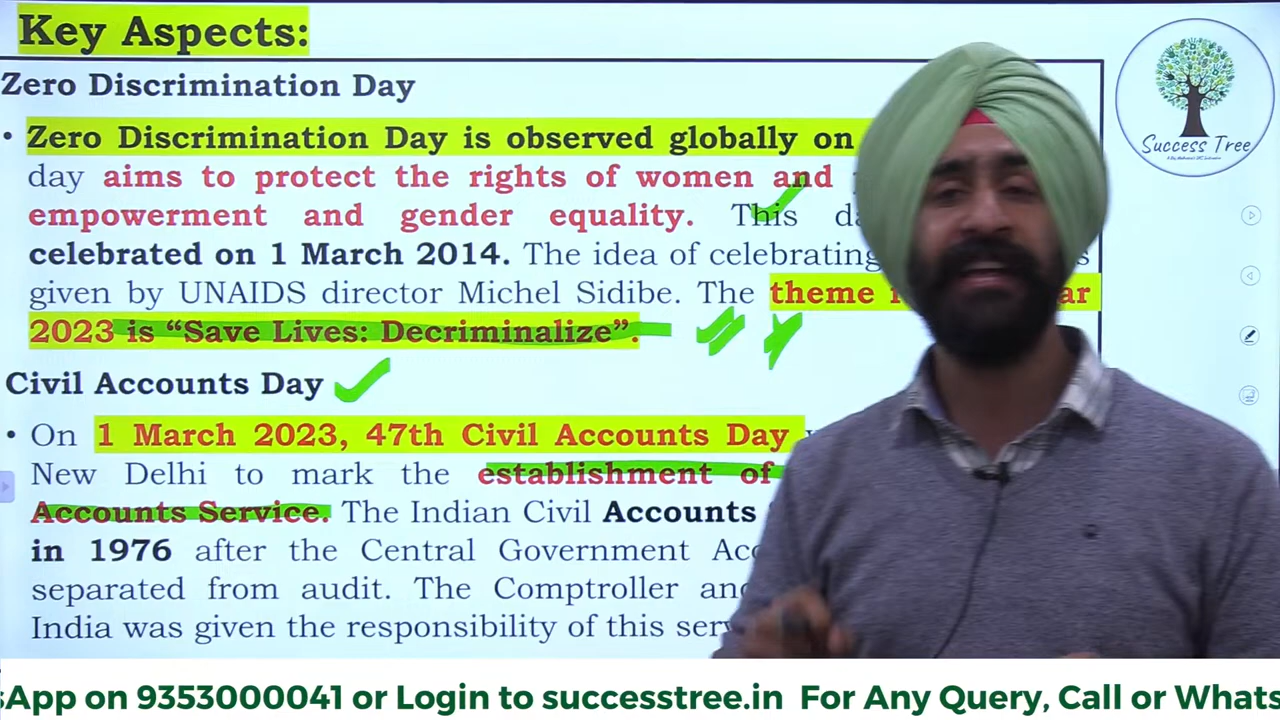 Key Aspects:
Zero Discrimination Day
• Zero Discrimination Day is observed globally on
day aims to protect the rights of women and
empowerment and gender equality. This
celebrated on 1 March 2014. The idea of celebrating
given by UNAIDS director Michel Sidibe. The theme
2023 is “Save Lives: Decriminalize”.
Civil Accounts Day
• On 1 March 2023, 47th Civil Accounts Day
New Delhi to mark the establishment of
Accounts Service. The Indian Civil Accounts
in 1976 after the Central Government
separated from audit. The Comptroller
India was given the responsibility of this
Success Tree
sApp on 9353000041 or Login to successtree.in For Any Query, Call or Whats